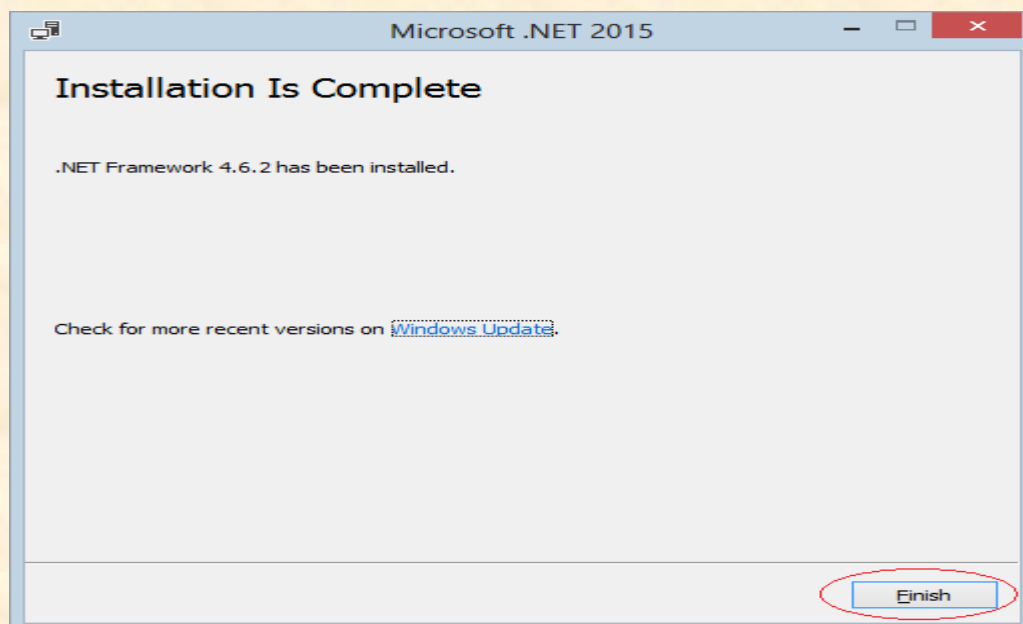 Microsoft .NET 2015
Installation Is Complete
.NET Framework 4.6.2 has been installed.
Check for more recent versions on Windows Update.
Finish